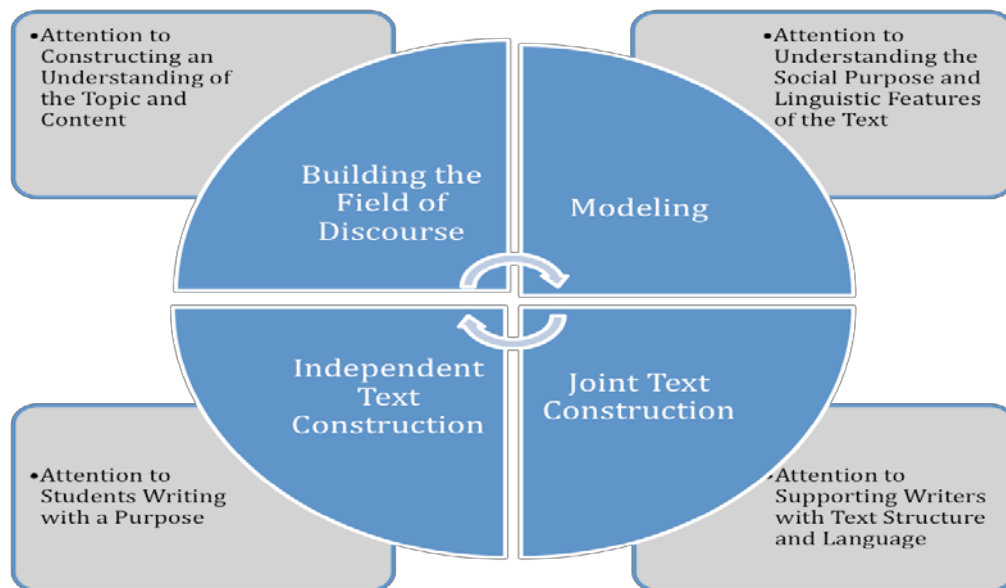 •Attention to
Constructing an
Understanding of
the Topic and
Content
•Attention to
Understanding the
Social Purpose and
Linguistic Features
of the Text
Building the
Field of
Discourse
Modeling
Independent
Text
Construction
Joint Text
Construction
•Attention to
Students Writing
with a Purpose
•Attention to
Supporting Writers
with Text Structure
and Language